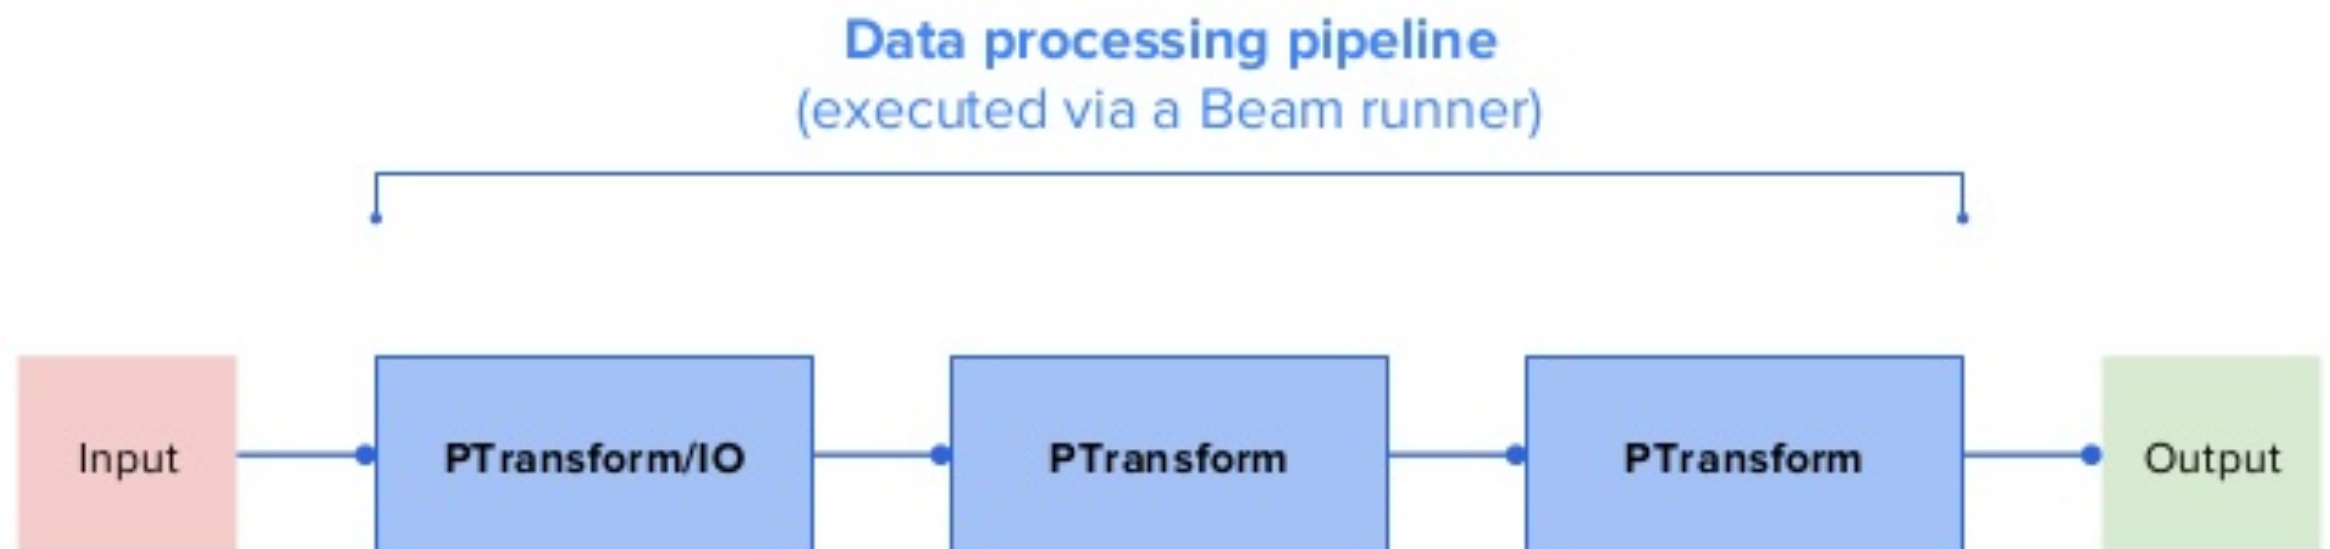 Data processing pipeline
(executed via a Beam runner)
Input
PTransform/IO
PTransform
PTransform
Output